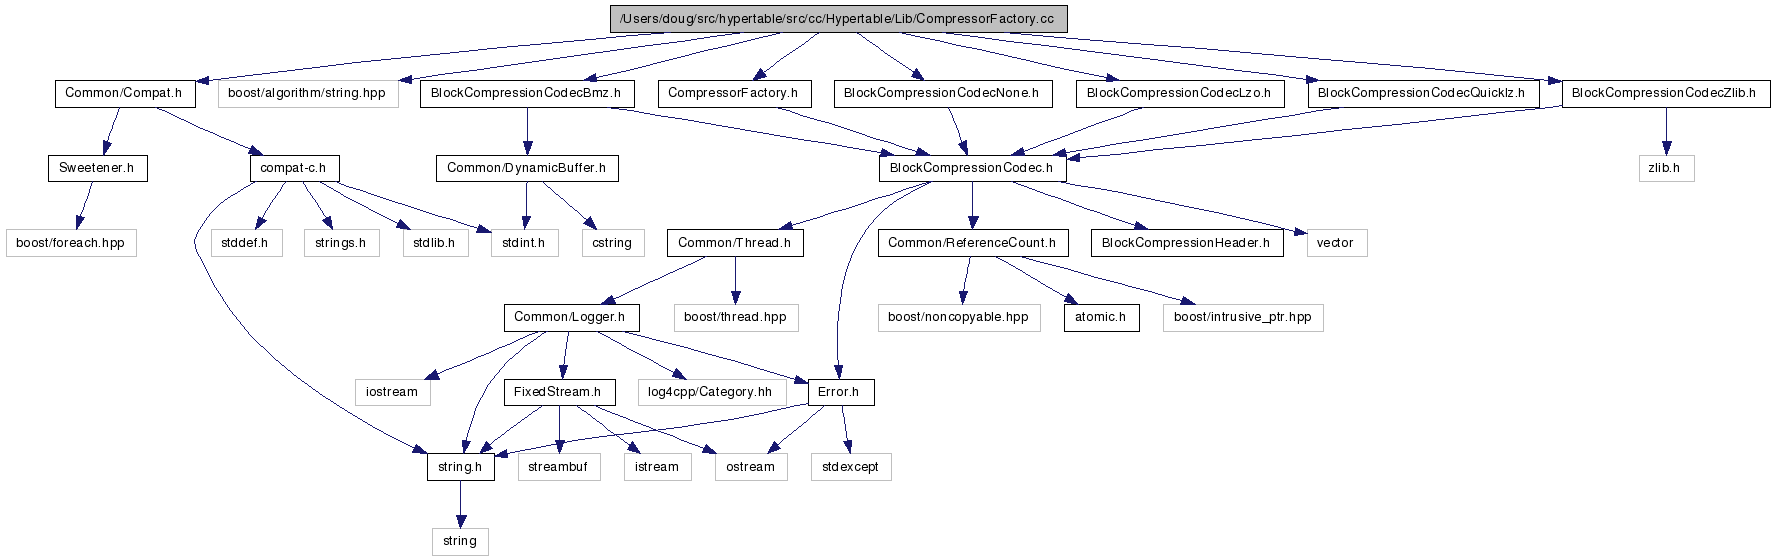 /Users/doug/src/hypertable/src/cc/Hypertable/Lib/CompressorFactory.cc
Common/Compat.h
boost/algorithm/string.hpp
BlockCompressionCodecBmz.h
CompressorFactory.h
BlockCompressionCodecNone.h
BlockCompressionCodecLzo.h
BlockCompressionCodecQuicklz.h
BlockCompressionCodecZlib.h
Sweetener.h
compat-c.h
Common/DynamicBuffer.h
BlockCompressionCodec.h
zlib.h
boost/foreach.hpp
stddef.h
strings.h
stdlib.h
stdint.h
cstring
Common/Thread.h
Common/ReferenceCount.h
BlockCompressionHeader.h
vector
Common/Logger.h
boost/thread.hpp
boost/noncopyable.hpp
atomic.h
boost/intrusive_ptr.hpp
iostream
FixedStream.h
log4cpp/Category.hh
Error.h
string.h
streambuf
istream
ostream
stdexcept
string